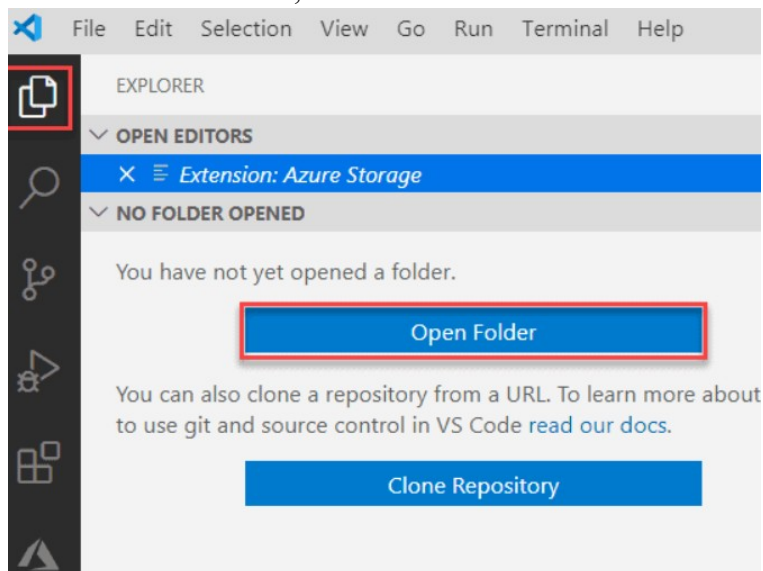 File Edit Selection View Go Run Terminal Help
EXPLORER
OPEN EDITORS
Extension: Azure Storage
NO FOLDER OPENED
You have not yet opened a folder.
Open Folder
You can also clone a repository from a URL. To learn more about
to use git and source control in VS Code read our docs.
Clone Repository